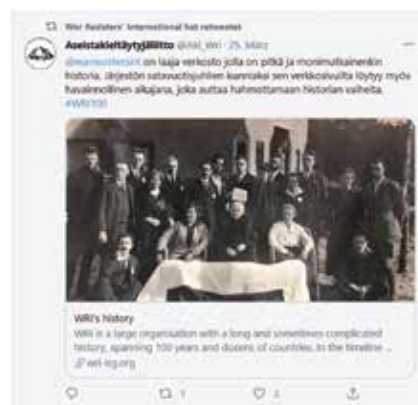 War Resisters' International hat retweetet
Aseistakieltäytyjäliitto @AKL_WRI · 25. März
@warresistersint on laaja verkosto jolla on pitkä ja monimutkainenkin
historia. Järjestön satavuotisjuhlien kunniaksi sen verkkosivuilta löytyy myös
havainnollinen aikajana, joka auttaa hahmottamaan historian vaiheita.
#WRI100
WRI's history
WRI is a large organisation with a long and sometimes complicated
history, spanning 100 years and dozens of countries. In the timeline ...
wri-irg.org
1
2